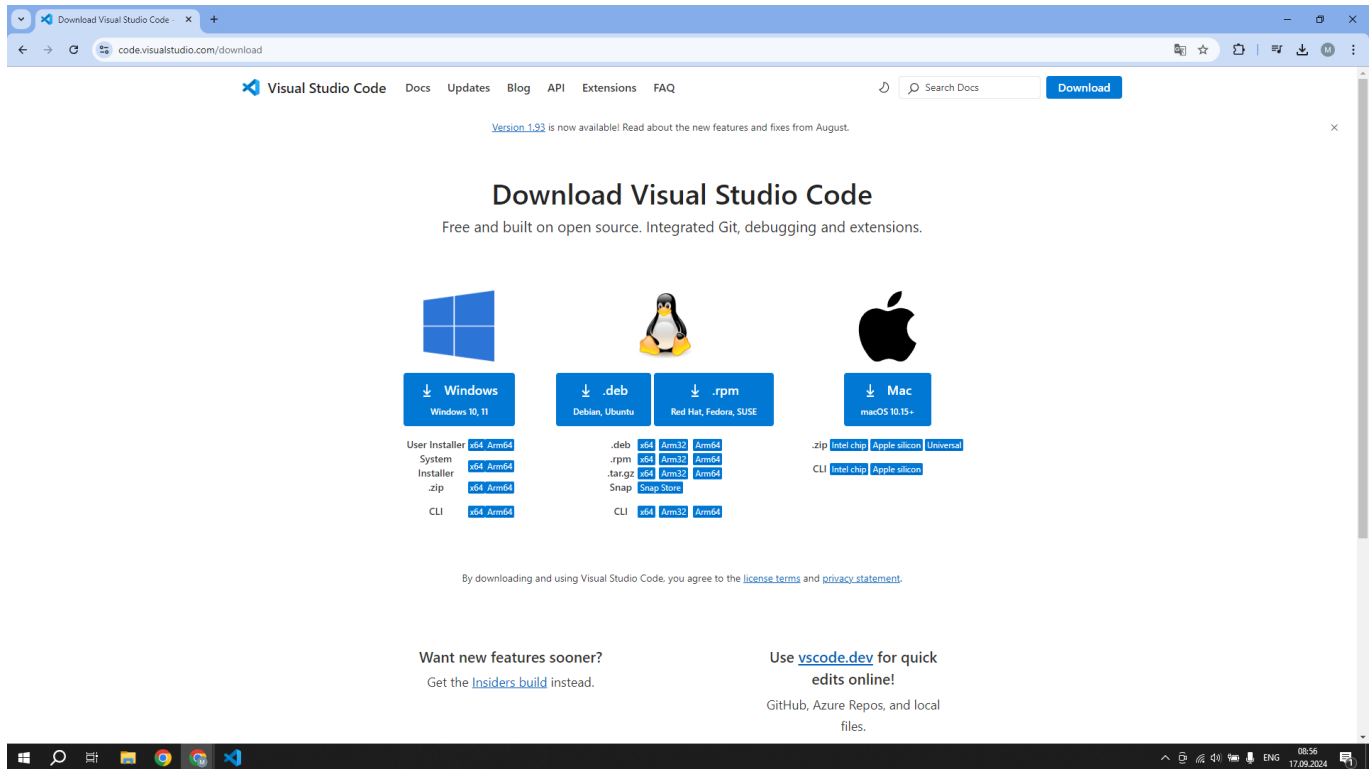 Download Visual Studio Code -
code.visualstudio.com/download
M
Visual Studio Code Docs Updates Blog API Extensions FAQ Search Docs Download
Version 1.93 is now available! Read about the new features and fixes from August.
Download Visual Studio Code
Free and built on open source. Integrated Git, debugging and extensions.
Windows
Windows 10, 11
User Installer x64 Arm64
System
Installer x64 Arm64
.zip x64 Arm64
CLI x64 Arm64
.deb
Debian, Ubuntu
.rpm
Red Hat, Fedora, SUSE
.deb x64 Arm32 Arm64
.rpm x64 Arm32 Arm64
.tar.gz x64 Arm32 Arm64
Snap Snap Store
CLI x64 Arm32 Arm64
Mac
macOS 10.15+
.zip Intel chip Apple silicon Universal
CLI Intel chip Apple silicon
By downloading and using Visual Studio Code, you agree to the license terms and privacy statement.
Want new features sooner?
Get the Insiders build instead.
Use vscode.dev for quick
edits online!
GitHub, Azure Repos, and local
files.
ENG
08:56
17.09.2024
1